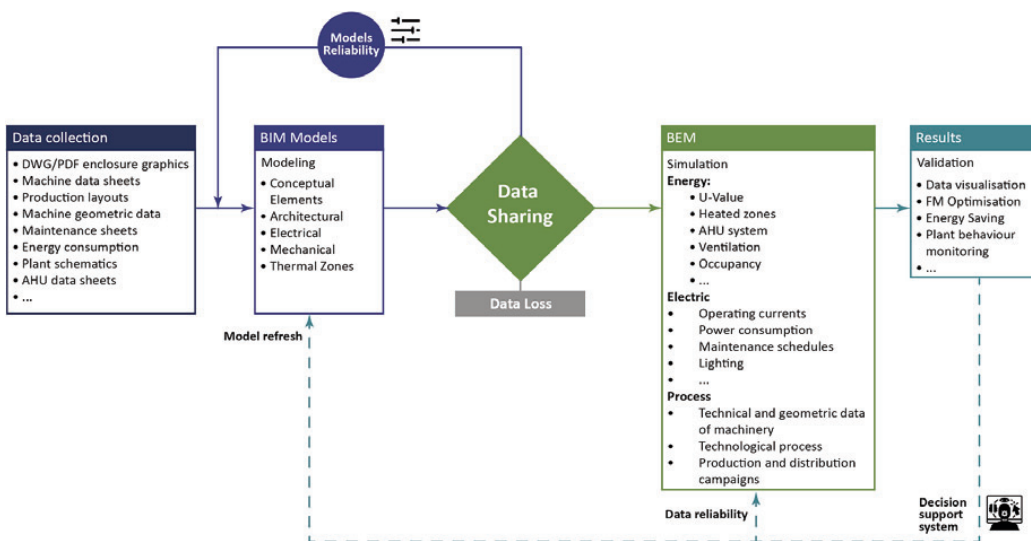 Models
Reliability
Data collection
• DWG/PDF enclosure graphics
• Machine data sheets
• Production layouts
• Machine geometric data
• Maintenance sheets
• Energy consumption
• Plant schematics
• AHU data sheets
• ...
BIM Models
Modeling
• Conceptual
Elements
• Architectural
• Electrical
• Mechanical
• Thermal Zones
Data
Sharing
Data Loss
BEM
Simulation
Energy:
• U-Value
• Heated zones
• AHU system
• Ventilation
• Occupancy
• ...
Electric
• Operating currents
• Power consumption
• Maintenance schedules
• Lighting
• ...
Process
• Technical and geometric data
of machinery
• Technological process
• Production and distribution
campaigns
Results
Validation
• Data visualisation
• FM Optimisation
• Energy Saving
• Plant behaviour
monitoring
• ...
Model refresh
Data reliability
Decision
support
system